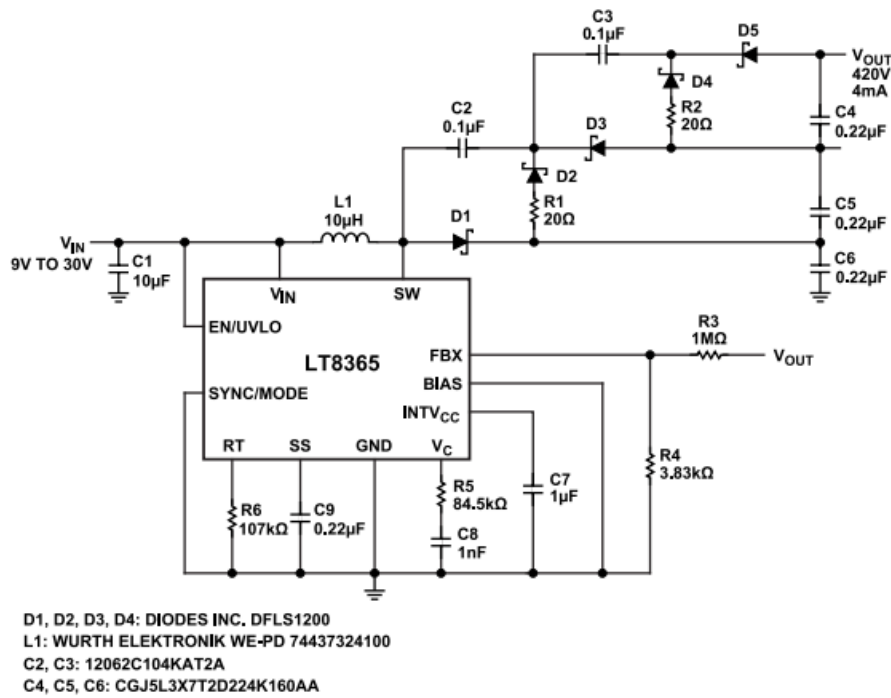 C3
0.1µF
D5
VOUT
420V
4mA
D4
C2
0.1µF
R2
20Ω
D3
C4
0.22µF
D2
L1
10µH
R1
20Ω
D1
C5
0.22µF
VIN
9V TO 30V
C1
10µF
C6
0.22µF
VIN
SW
EN/UVLO
LT8365
FBX
R3
1MΩ
VOUT
SYNC/MODE
BIAS
INTVCC
RT
SS
GND
VC
R6
107kΩ
C9
0.22µF
R5
84.5kΩ
C8
1nF
C7
1µF
R4
3.83kΩ
D1, D2, D3, D4: DIODES INC. DFLS1200
L1: WURTH ELEKTRONIK WE-PD 74437324100
C2, C3: 12062C104KAT2A
C4, C5, C6: CGJ5L3X7T2D224K160AA